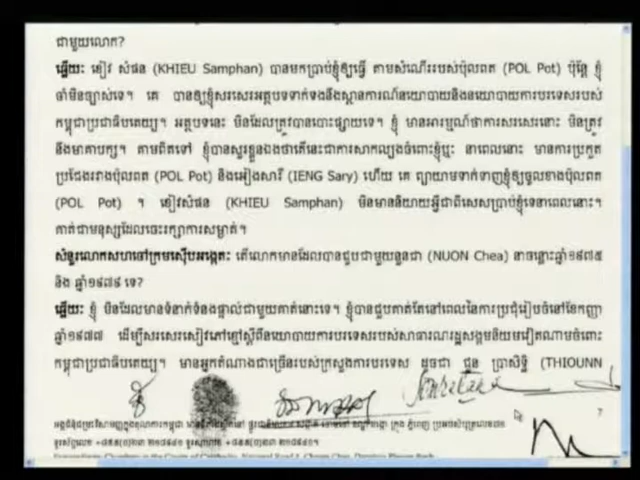 ជាមួយលោក?
ឆ្លើយ: ខៀវ សំផន (KHIEU Samphan) បានមកប្រាប់ខ្ញុំឲ្យធ្វើ តាមសំណើរបស់ប៉ុលពត (POL Pot) ប៉ុន្តែ ខ្ញុំ
ចាំមិនច្បាស់ទេ។ គេ បានឲ្យខ្ញុំសរសេរអត្ថបទទាក់ទងនឹងស្ថានការណ៍នយោបាយនិងនយោបាយការបរទេសរបស់
កម្ពុជាប្រជាធិបតេយ្យ។ អត្ថបទនេះ មិនដែលត្រូវបានបោះផ្សាយទេ។ ខ្ញុំ មានអារម្មណ៍ថាការសរសេរនោះ មិនត្រូវ
នឹងមាគាបក្ស។ តាមពិតទៅ ខ្ញុំបានសួរខ្លួនឯងថាតើនេះជាការសាកល្បងចំពោះខ្ញុំឬ? នាពេលនោះ មានការប្រកួត
ប្រជែងរវាងប៉ុលពត (POL Pot) និងអៀងសារី (IENG Sary) ហើយ គេ ព្យាយាមទាក់ទាញខ្ញុំឲ្យចូលខាងប៉ុលពត
(POL Pot) ។ ខៀវសំផន (KHIEU Samphan) មិនមាននិយាយអ្វីជាពិសេសប្រាប់ខ្ញុំទេនាពេលនោះ។
គាត់ជាមនុស្សដែលចេះរក្សាការសម្ងាត់។
សំនួរលោកសហចៅក្រមស៊ើបអង្កេត: តើលោកមានដែលបានជួបជាមួយនួនជា (NUON Chea) នាចន្លោះឆ្នាំ១៩៧៥
និង ឆ្នាំ១៩៧៩ ទេ?
ឆ្លើយ: ខ្ញុំ មិនដែលមានទំនាក់ទំនងផ្ទាល់ជាមួយគាត់នោះទេ។ ខ្ញុំបានជួបគាត់តែនៅពេលនៃការប្រជុំរៀបចំនៅខែកញ្ញា
ឆ្នាំ១៩៧៧ ដើម្បីសរសេរសៀវភៅខ្មៅស្តីពីនយោបាយការបរទេសរបស់សាធារណរដ្ឋសង្គមនិយមវៀតណាមចំពោះ
កម្ពុជាប្រជាធិបតេយ្យ។ មានអ្នកតំណាងជាច្រើនរបស់ក្រសួងការបរទេស ដូចជា ជួន ប្រាសិទ្ធិ (THIOUNN
7